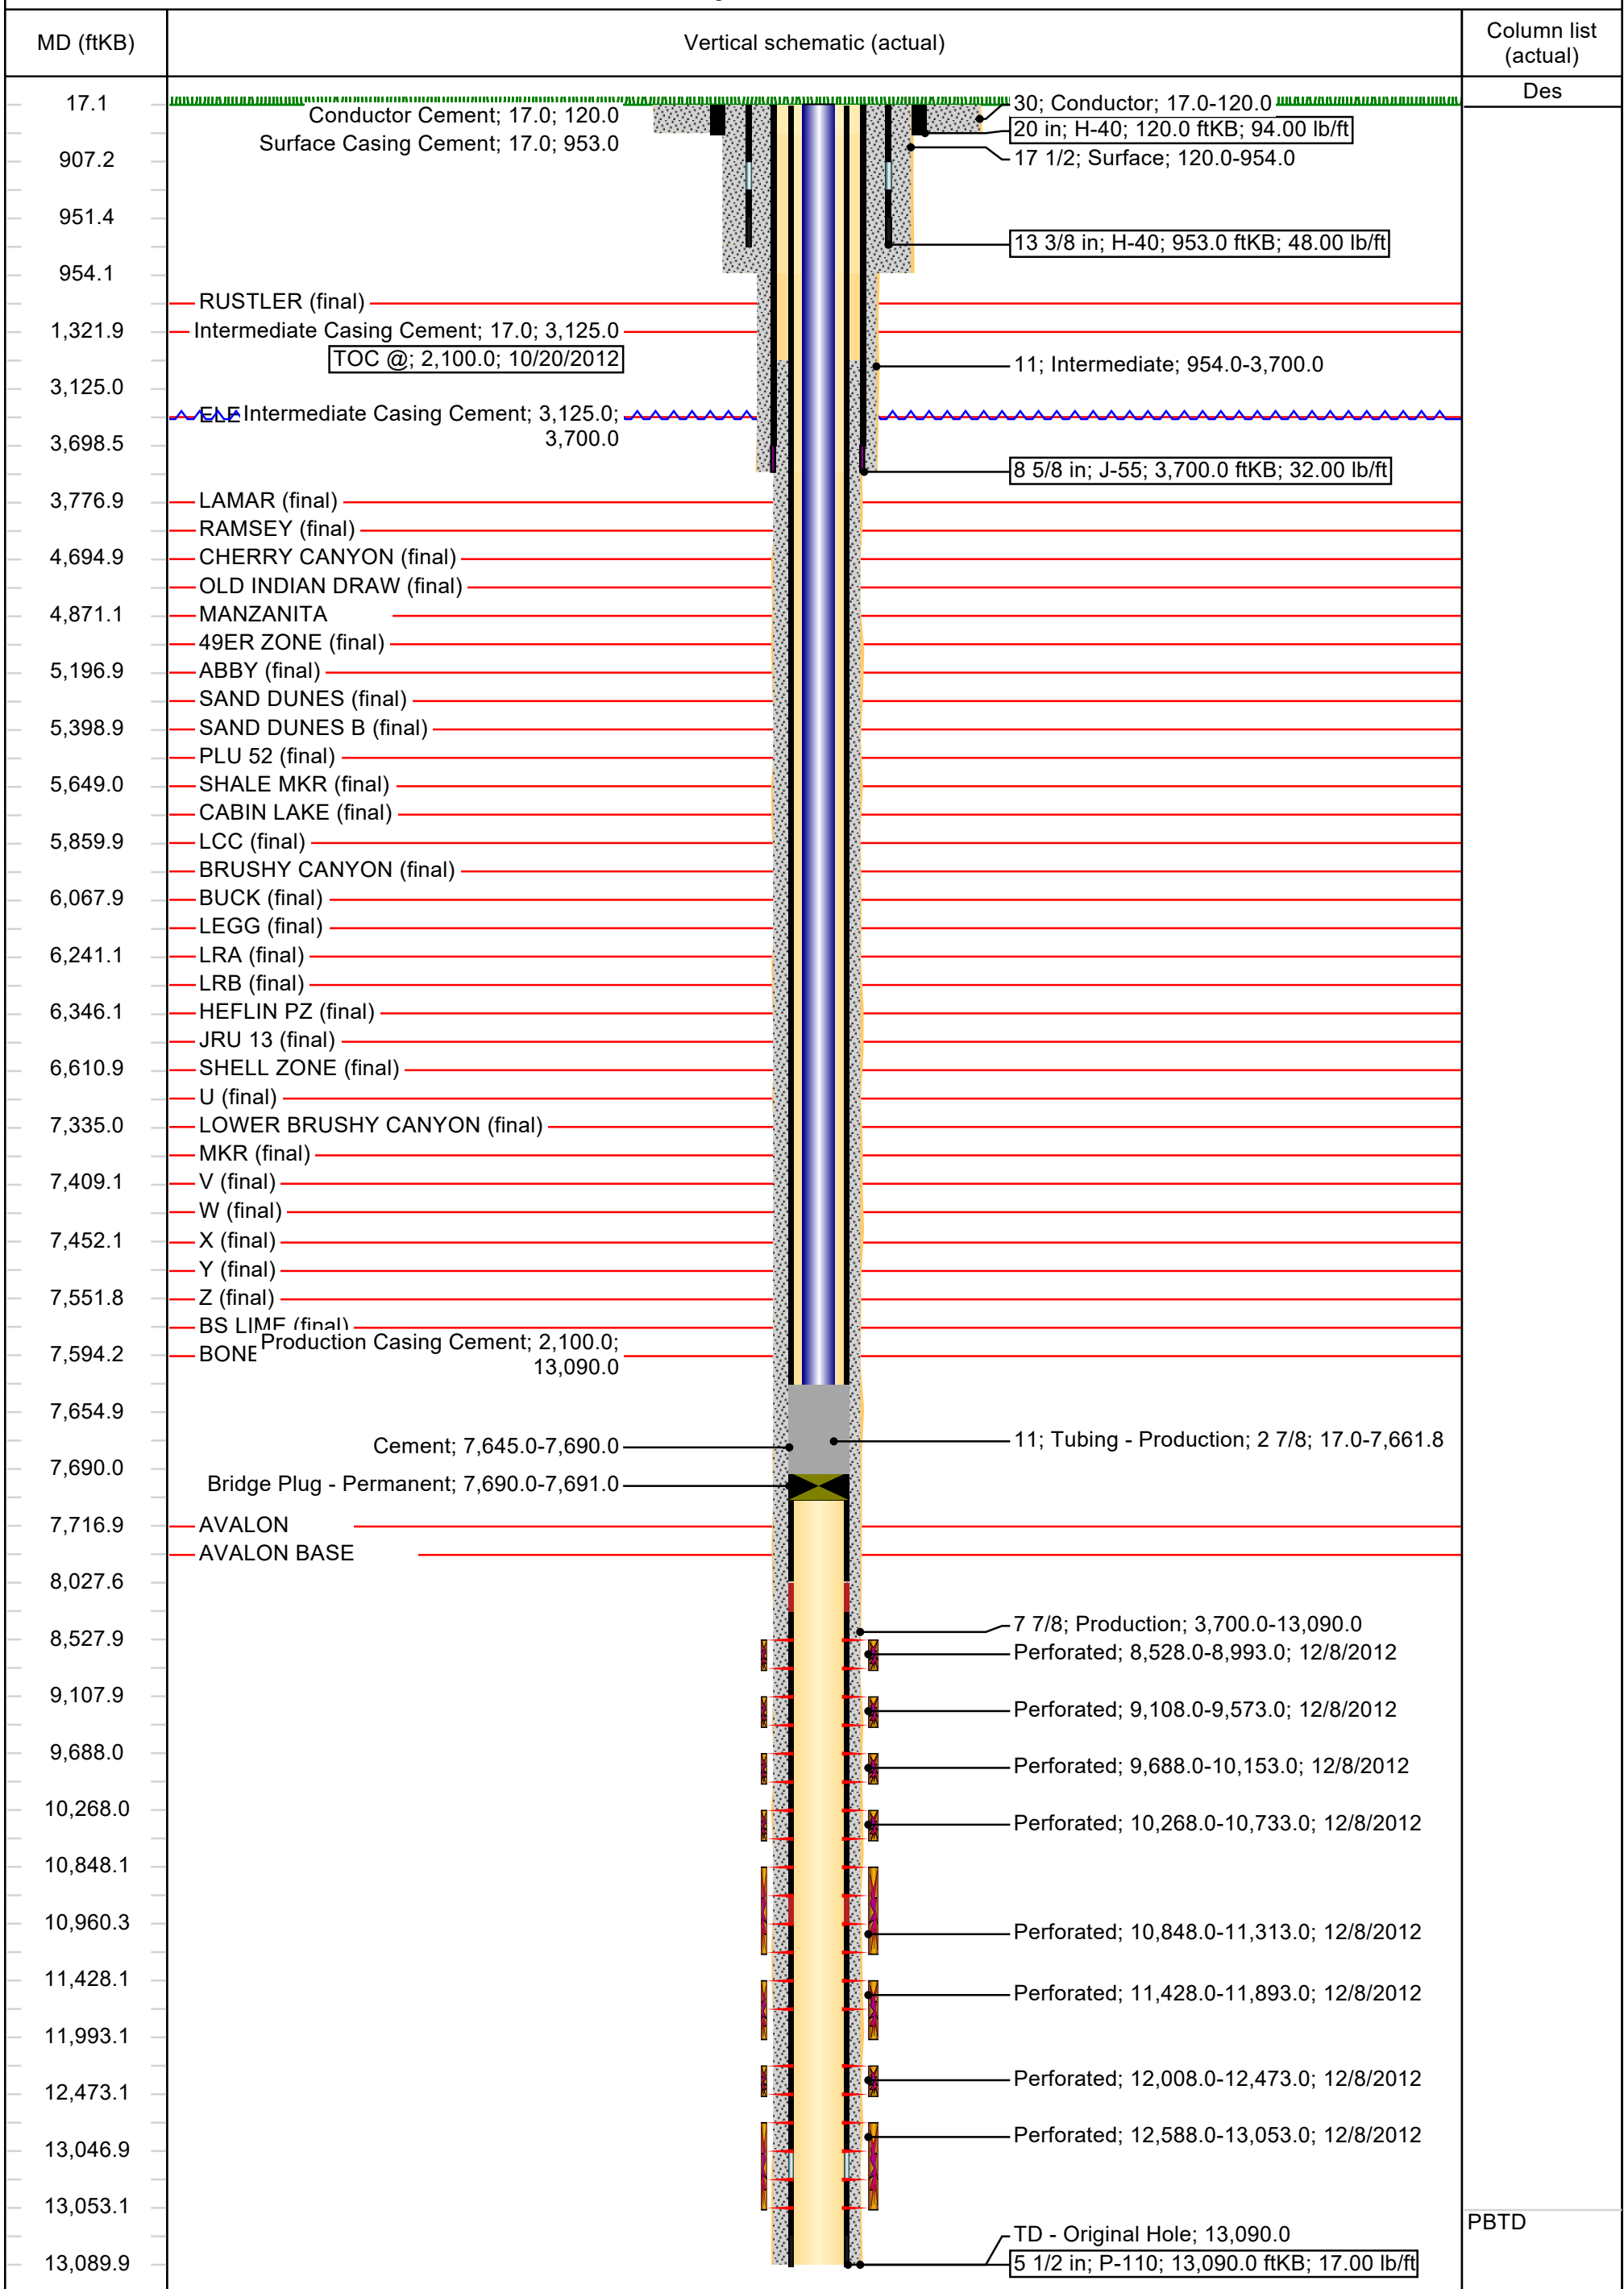 MD (ftKB)
Vertical schematic (actual)
Column list
(actual)
Des
17.1
Conductor Cement; 17.0; 120.0
30; Conductor; 17.0-120.0
20 in; H-40; 120.0 ftKB; 94.00 lb/ft
Surface Casing Cement; 17.0; 953.0
17 1/2; Surface; 120.0-954.0
907.2
951.4
13 3/8 in; H-40; 953.0 ftKB; 48.00 lb/ft
954.1
RUSTLER (final)
1,321.9
Intermediate Casing Cement; 17.0; 3,125.0
TOC @; 2,100.0; 10/20/2012
11; Intermediate; 954.0-3,700.0
3,125.0
Intermediate Casing Cement; 3,125.0;
3,700.0
3,698.5
8 5/8 in; J-55; 3,700.0 ftKB; 32.00 lb/ft
3,776.9
LAMAR (final)
RAMSEY (final)
4,694.9
CHERRY CANYON (final)
OLD INDIAN DRAW (final)
4,871.1
MANZANITA
49ER ZONE (final)
5,196.9
ABBY (final)
SAND DUNES (final)
5,398.9
SAND DUNES B (final)
PLU 52 (final)
5,649.0
SHALE MKR (final)
CABIN LAKE (final)
5,859.9
LCC (final)
BRUSHY CANYON (final)
6,067.9
BUCK (final)
LEGG (final)
6,241.1
LRA (final)
LRB (final)
6,346.1
HEFLIN PZ (final)
JRU 13 (final)
6,610.9
SHELL ZONE (final)
U (final)
7,335.0
LOWER BRUSHY CANYON (final)
MKR (final)
7,409.1
V (final)
W (final)
7,452.1
X (final)
Y (final)
7,551.8
Z (final)
BS LIME (final)
Production Casing Cement; 2,100.0;
13,090.0
7,594.2
BONE
7,654.9
Cement; 7,645.0-7,690.0
11; Tubing - Production; 2 7/8; 17.0-7,661.8
7,690.0
Bridge Plug - Permanent; 7,690.0-7,691.0
7,716.9
AVALON
AVALON BASE
8,027.6
7 7/8; Production; 3,700.0-13,090.0
8,527.9
Perforated; 8,528.0-8,993.0; 12/8/2012
9,107.9
Perforated; 9,108.0-9,573.0; 12/8/2012
9,688.0
Perforated; 9,688.0-10,153.0; 12/8/2012
10,268.0
Perforated; 10,268.0-10,733.0; 12/8/2012
10,848.1
10,960.3
Perforated; 10,848.0-11,313.0; 12/8/2012
11,428.1
Perforated; 11,428.0-11,893.0; 12/8/2012
11,993.1
Perforated; 12,008.0-12,473.0; 12/8/2012
12,473.1
Perforated; 12,588.0-13,053.0; 12/8/2012
13,046.9
13,053.1
PBTD
TD - Original Hole; 13,090.0
13,089.9
5 1/2 in; P-110; 13,090.0 ftKB; 17.00 lb/ft